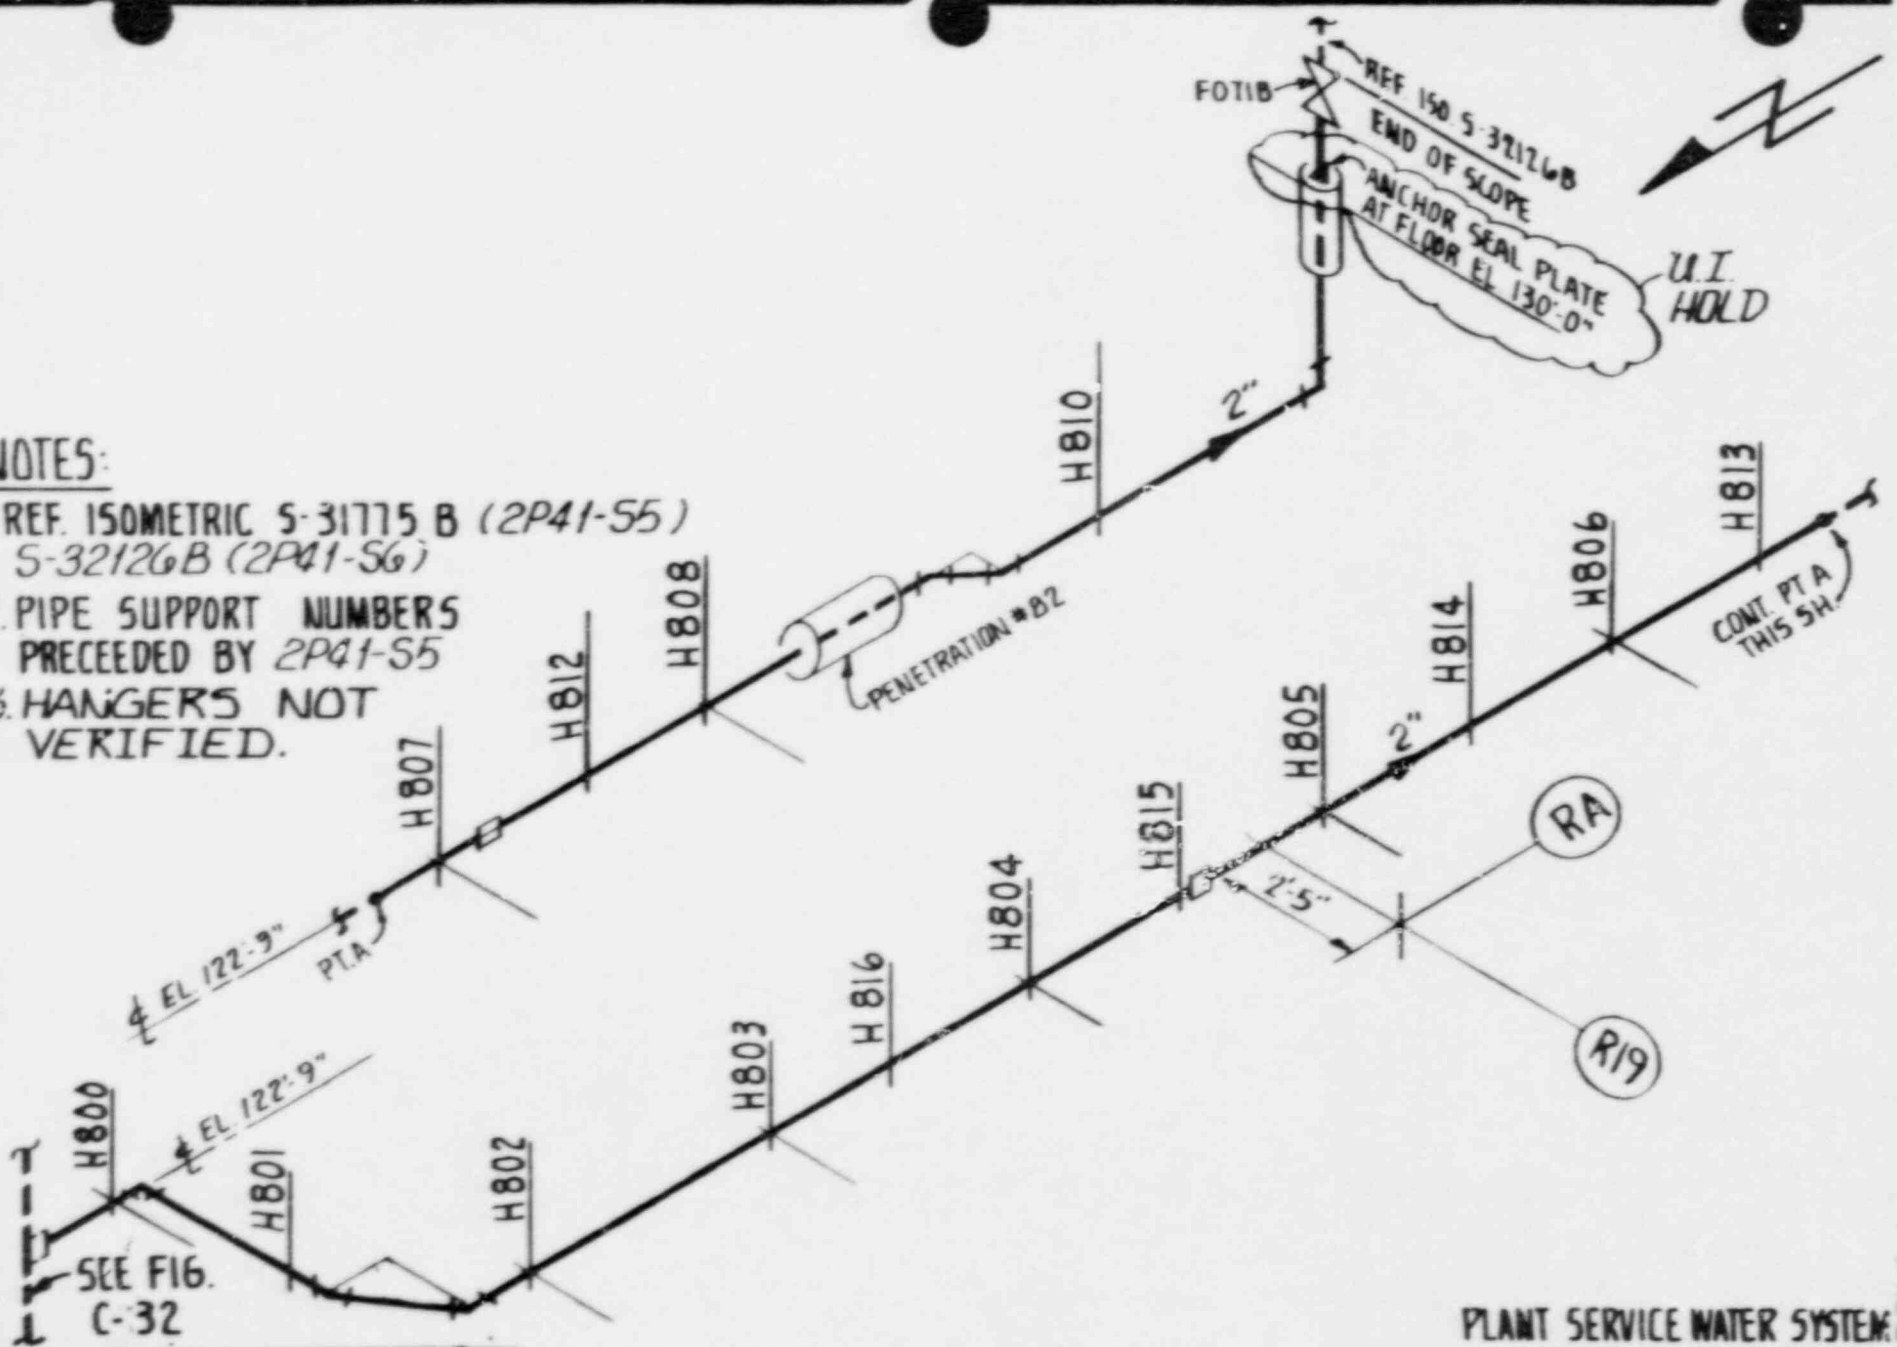 FOTIB
REF. ISO. S-32126B
END OF SCOPE
ANCHOR SEAL PLATE
AT FLOOR EL. 130'-0"
U.I.
HOLD
NOTES:
REF. ISOMETRIC S-31775 B (2P41-S5)
S-32126B (2P41-S6)
. PIPE SUPPORT NUMBERS
PRECEEDED BY 2P41-S5
3. HANGERS NOT
VERIFIED.
H810
2"
H808
H812
H807
PENETRATION #82
EL. 122'-9"
PT.A
H813
H806
CONT. PT. A
THIS SH.
H814
H805
2"
H815
RA
2'-5"
R19
H804
H816
H803
H802
H801
H800
EL. 122'-9"
SEE FIG.
C-32
PLANT SERVICE WATER SYSTEM